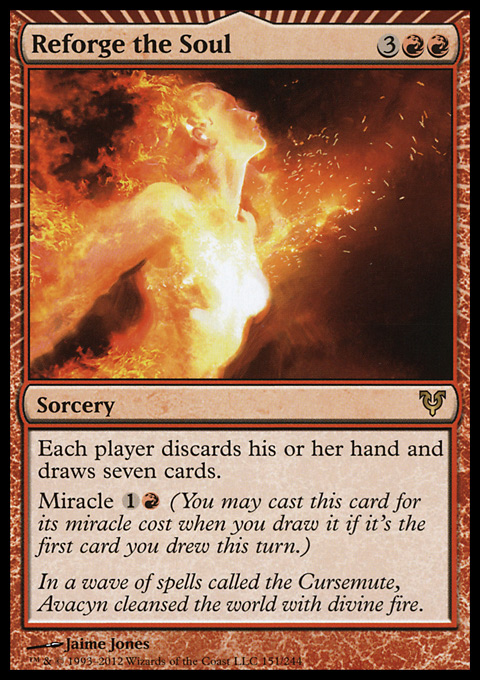 Reforge the Soul 3
Sorcery
Each player discards his or her hand and
draws seven cards.
Miracle 1 (You may cast this card for
its miracle cost when you draw it if it's the
first card you drew this turn.)
In a wave of spells called the Cursemute,
Avacyn cleansed the world with divine fire.
Jaime Jones
™ & © 1993–2012 Wizards of the Coast LLC 151/244